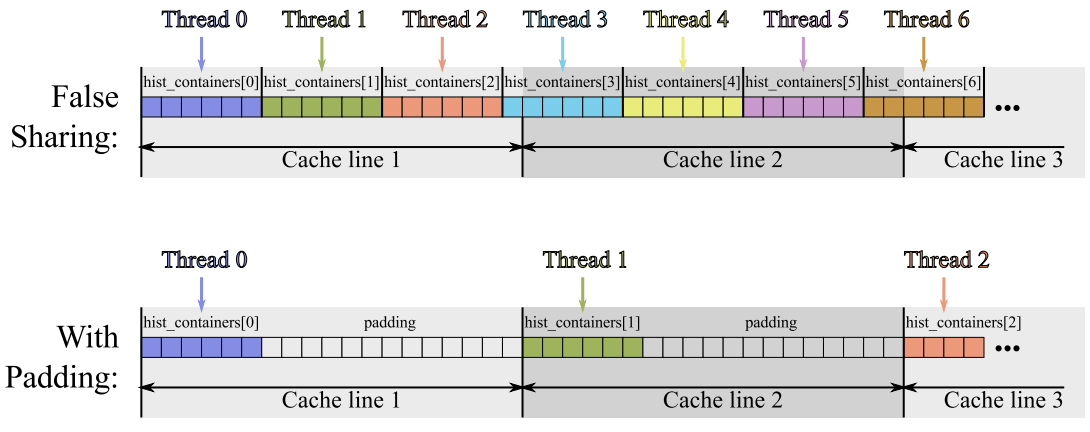 Thread 0 Thread 1 Thread 2 Thread 3 Thread 4 Thread 5 Thread 6
hist_containers[0] hist_containers[1] hist_containers[2] hist_containers[3] hist_containers[4] hist_containers[5] hist_containers[6]
False
Sharing:
...
Cache line 1 Cache line 2 Cache line 3
Thread 0 Thread 1 Thread 2
hist_containers[0] padding hist_containers[1] padding hist_containers[2]
With
Padding:
...
Cache line 1 Cache line 2 Cache line 3